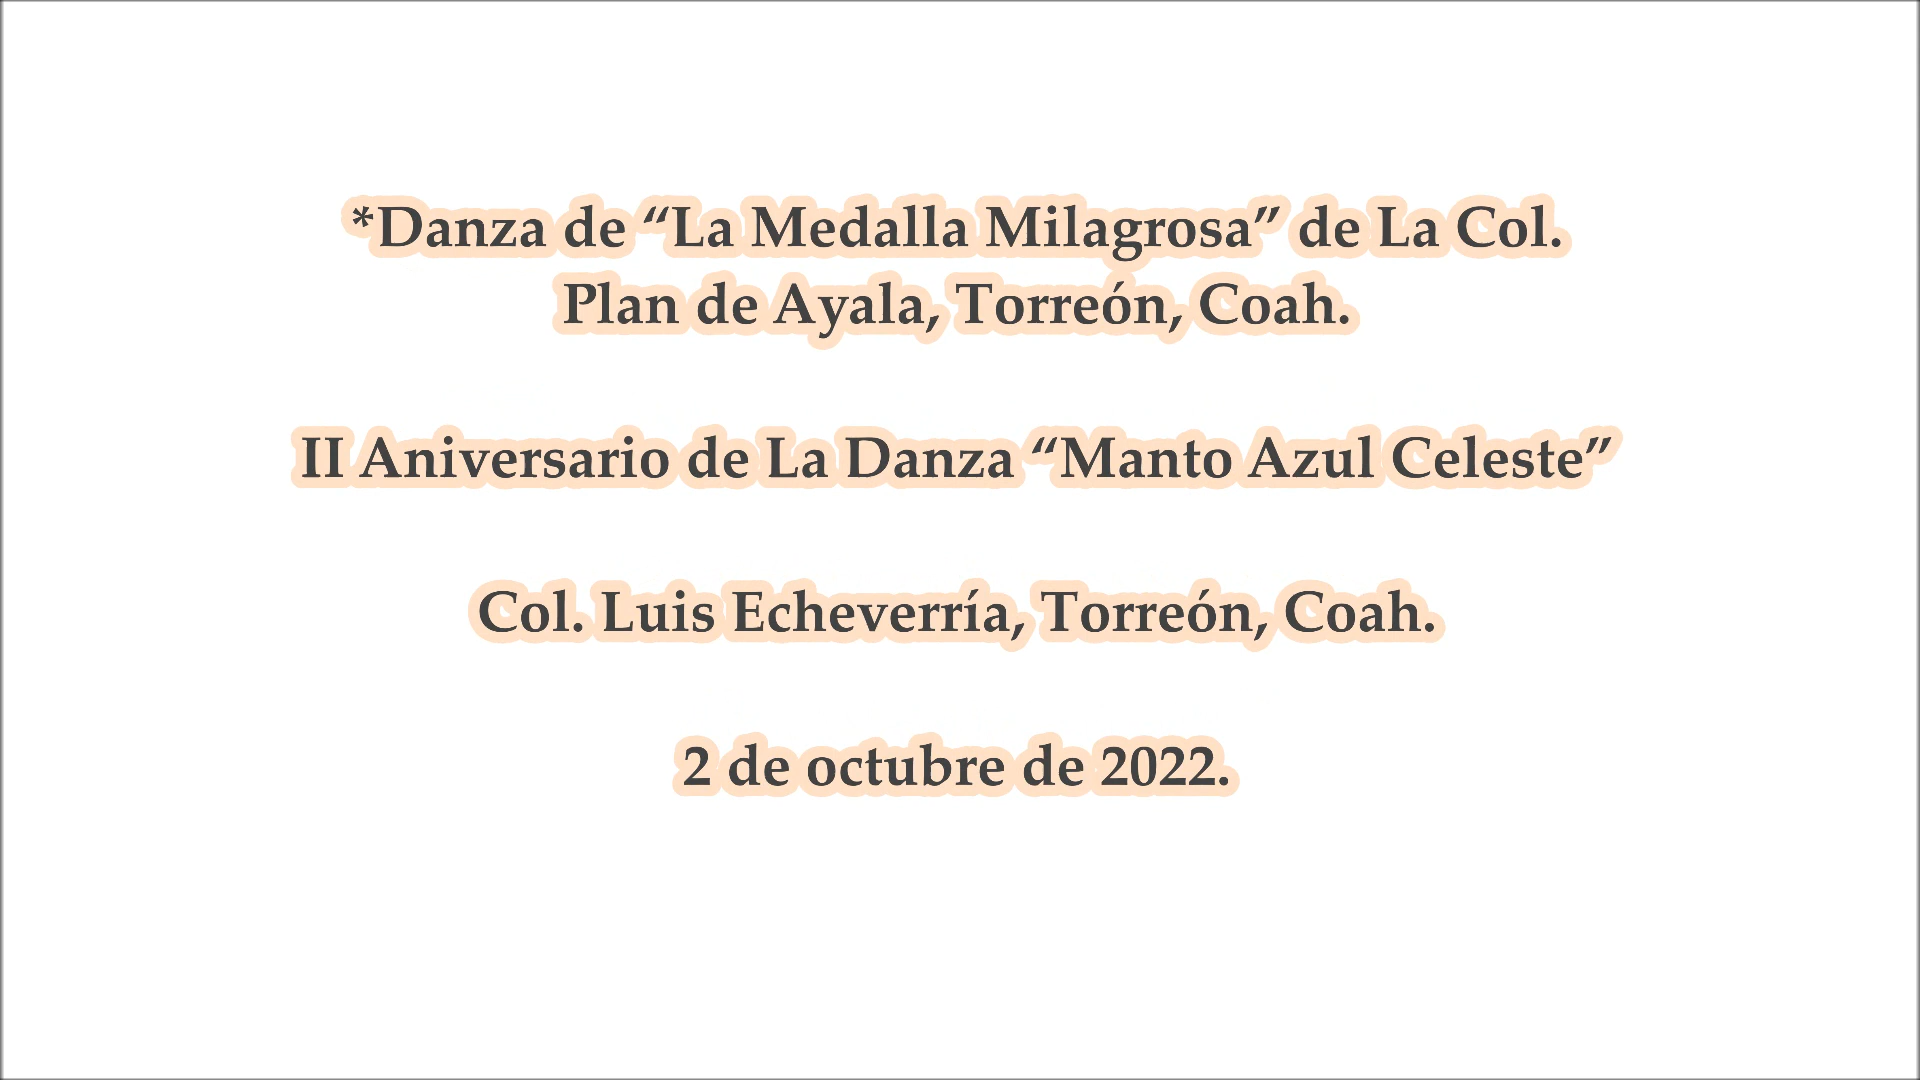 *Danza de “La Medalla Milagrosa” de La Col.
Plan de Ayala, Torreón, Coah.
II Aniversario de La Danza “Manto Azul Celeste”
Col. Luis Echeverría, Torreón, Coah.
2 de octubre de 2022.